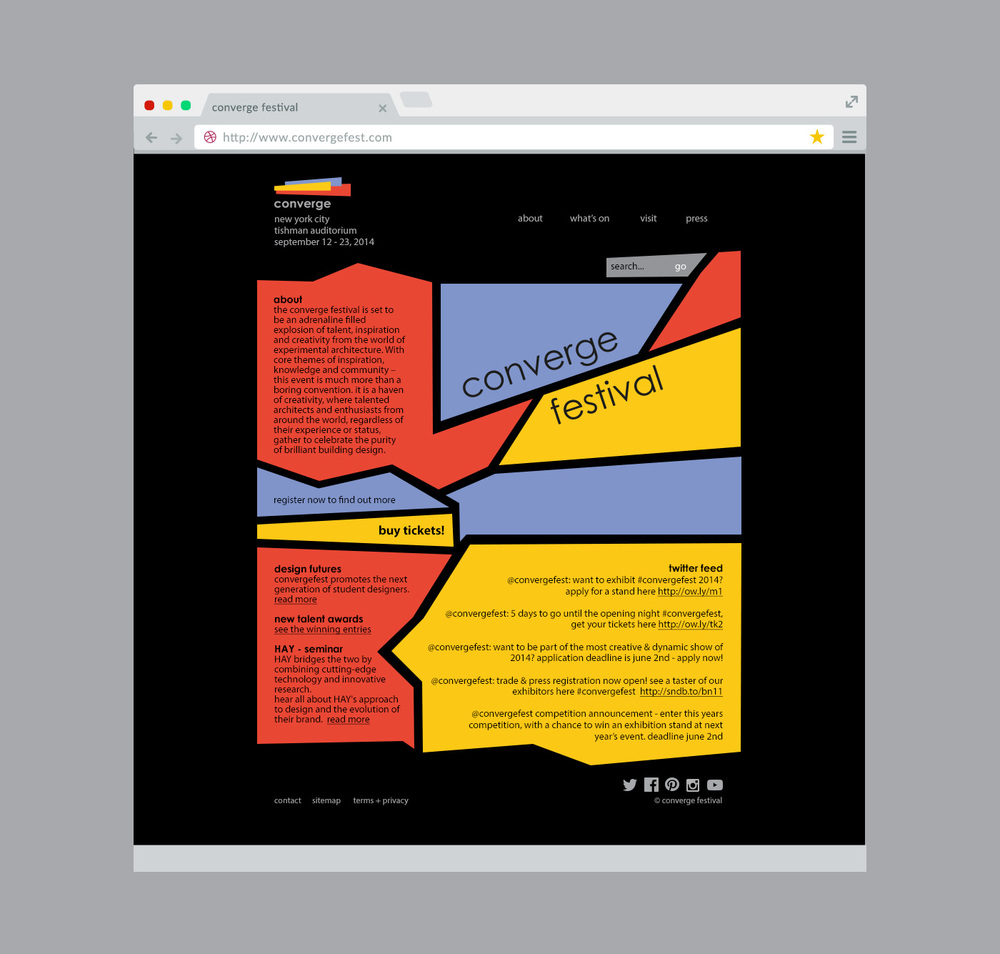 converge festival
http://www.convergefest.com
converge
new york city
tishman auditorium
september 12 - 23, 2014
about
what's on
visit
press
search...
go
about
the converge festival is set to
be an adrenaline filled
explosion of talent, inspiration
and creativity from the world of
experimental architecture. With
core themes of inspiration,
knowledge and community –
this event is much more than a
boring convention. it is a haven
of creativity, where talented
architects and enthusiasts from
around the world, regardless of
their experience or status,
gather to celebrate the purity
of brilliant building design.
converge
festival
register now to find out more
buy tickets!
design futures
convergefest promotes the next
generation of student designers.
read more
new talent awards
see the winning entries
HAY - seminar
HAY bridges the two by
combining cutting-edge
technology and innovative
research.
hear all about HAY's approach
to design and the evolution of
their brand. read more
twitter feed
@convergefest: want to exhibit #convergefest 2014?
apply for a stand here http://ow.ly/m1
@convergefest: 5 days to go until the opening night #convergefest,
get your tickets here http://ow.ly/tk2
@convergefest: want to be part of the most creative & dynamic show of
2014? application deadline is june 2nd - apply now!
@convergefest: trade & press registration now open! see a taster of our
exhibitors here #convergefest http://sndb.to/bn11
@convergefest competition announcement - enter this years
competition, with a chance to win an exhibition stand at next
year's event. deadline june 2nd
contact
sitemap
terms + privacy
© converge festival